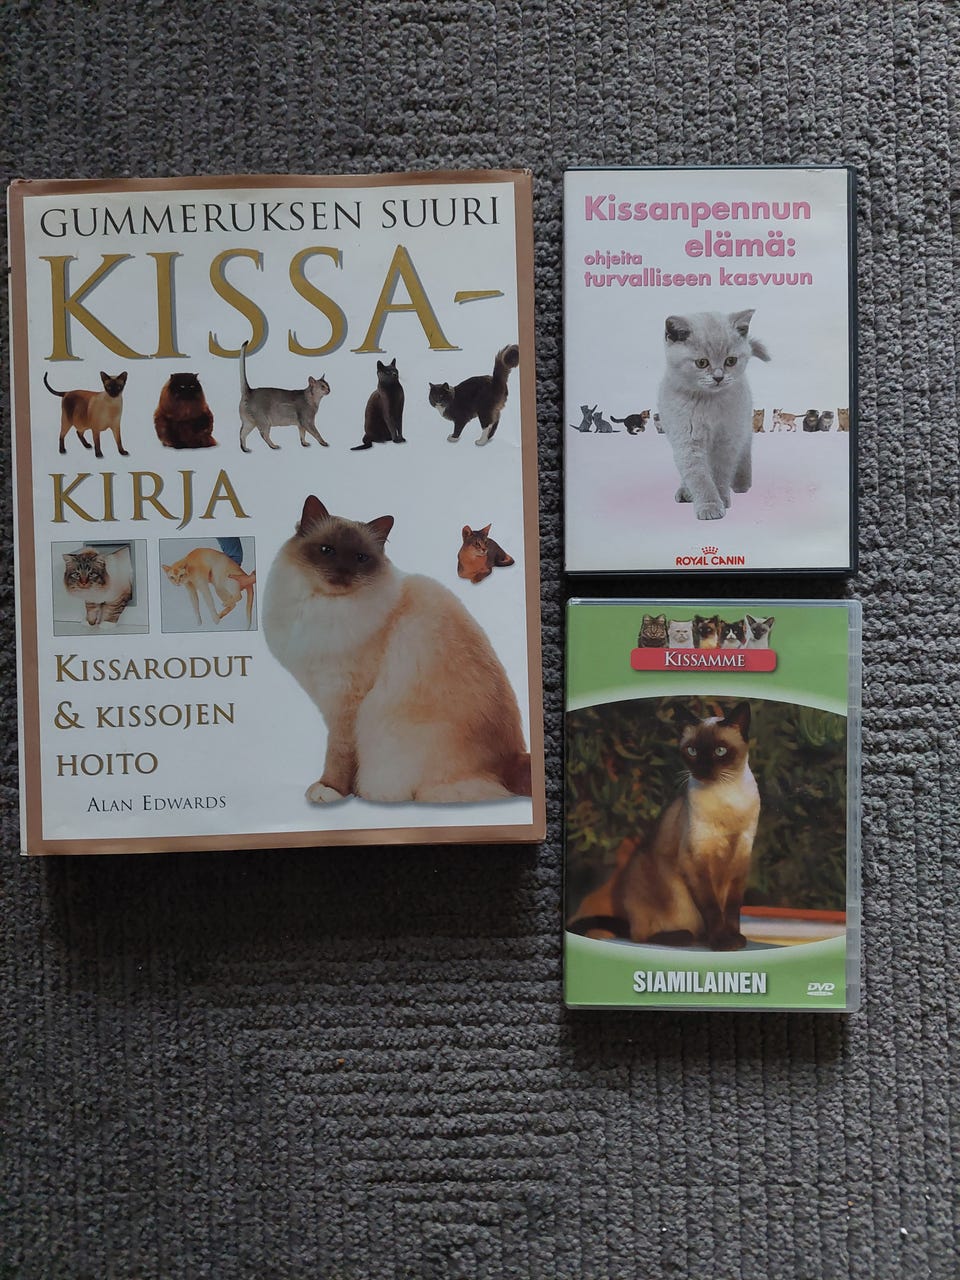 GUMMERUKSEN SUURI
KISSA-
KIRJA
KISSARODUT
& KISSOJEN
HOITO
ALAN EDWARDS
Kissanpennun
elämä:
ohjeita
turvalliseen kasvuun
ROYAL CANIN
KISSAMME
SIAMILAINEN
DVD